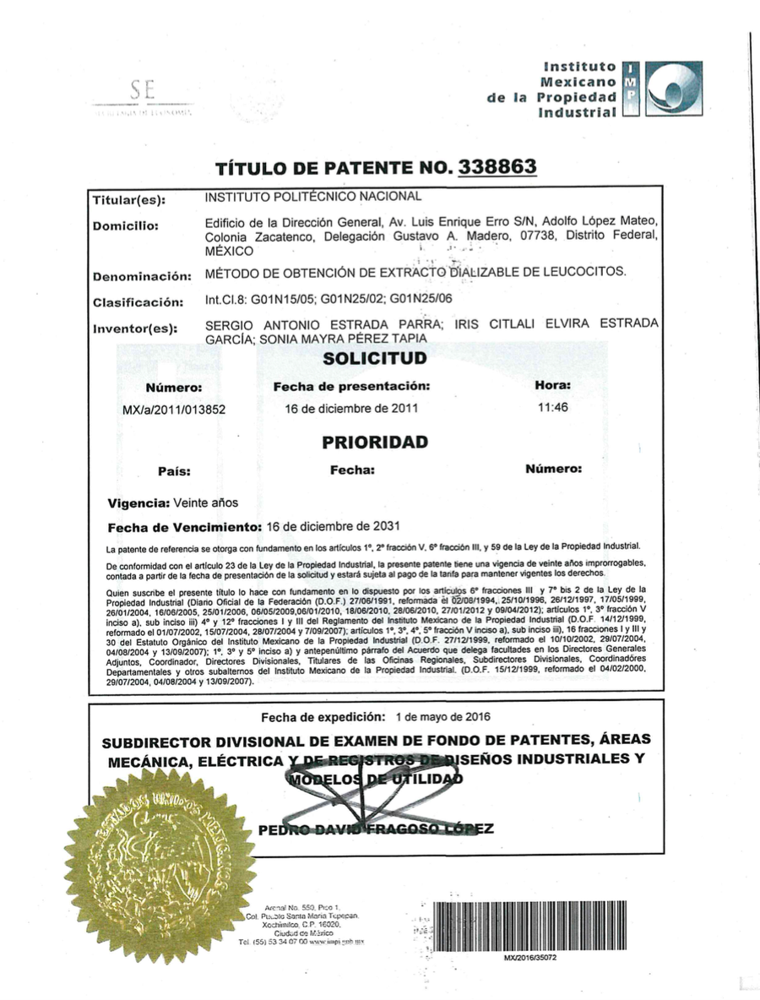 SE
SECRETARÍA DE ECONOMÍA
Instituto
Mexicano
de la Propiedad
Industrial
IMPI
TÍTULO DE PATENTE NO. 338863
Titular(es): INSTITUTO POLITÉCNICO NACIONAL
Domicilio: Edificio de la Dirección General, Av. Luis Enrique Erro S/N, Adolfo López Mateo,
Colonia Zacatenco, Delegación Gustavo A. Madero, 07738, Distrito Federal,
MÉXICO
Denominación: MÉTODO DE OBTENCIÓN DE EXTRACTO DIALIZABLE DE LEUCOCITOS.
Clasificación: Int.Cl.8: G01N15/05; G01N25/02; G01N25/06
Inventor(es): SERGIO ANTONIO ESTRADA PARRA; IRIS CITLALI ELVIRA ESTRADA
GARCÍA; SONIA MAYRA PÉREZ TAPIA
SOLICITUD
Número: Fecha de presentación: Hora:
MX/a/2011/013852 16 de diciembre de 2011 11:46
PRIORIDAD
País: Fecha: Número:
Vigencia: Veinte años
Fecha de Vencimiento: 16 de diciembre de 2031
La patente de referencia se otorga con fundamento en los artículos 1º, 2º fracción V, 6º fracción III, y 59 de la Ley de la Propiedad Industrial.
De conformidad con el artículo 23 de la Ley de la Propiedad Industrial, la presente patente tiene una vigencia de veinte años improrrogables,
contada a partir de la fecha de presentación de la solicitud y estará sujeta al pago de la tarifa para mantener vigentes los derechos.
Quien suscribe el presente título lo hace con fundamento en lo dispuesto por los artículos 6º fracciones III y 7º bis 2 de la Ley de la
Propiedad Industrial (Diario Oficial de la Federación (D.O.F.) 27/06/1991, reformada el 02/08/1994, 25/10/1996, 26/12/1997, 17/05/1999,
26/01/2004, 16/06/2005, 25/01/2006, 06/05/2009,06/01/2010, 18/06/2010, 28/06/2010, 27/01/2012 y 09/04/2012); artículos 1º, 3º fracción V
inciso a), sub inciso iii) 4º y 12º fracciones I y III del Reglamento del Instituto Mexicano de la Propiedad Industrial (D.O.F. 14/12/1999,
reformado el 01/07/2002, 15/07/2004, 28/07/2004 y 7/09/2007); artículos 1º, 3º, 4º, 5º fracción V inciso a), sub inciso iii), 16 fracciones I y III y
30 del Estatuto Orgánico del Instituto Mexicano de la Propiedad Industrial (D.O.F. 27/12/1999, reformado el 10/10/2002, 29/07/2004,
04/08/2004 y 13/09/2007); 1º, 3º y 5º inciso a) y antepenúltimo párrafo del Acuerdo que delega facultades en los Directores Generales
Adjuntos, Coordinador, Directores Divisionales, Titulares de las Oficinas Regionales, Subdirectores Divisionales, Coordinadores
Departamentales y otros subalternos del Instituto Mexicano de la Propiedad Industrial. (D.O.F. 15/12/1999, reformado el 04/02/2000,
29/07/2004, 04/08/2004 y 13/09/2007).
Fecha de expedición: 1 de mayo de 2016
SUBDIRECTOR DIVISIONAL DE EXAMEN DE FONDO DE PATENTES, ÁREAS
MECÁNICA, ELÉCTRICA Y DE REGISTROS DE DISEÑOS INDUSTRIALES Y
MODELOS DE UTILIDAD
PEDRO DAVID FRAGOSO LÓPEZ
ESTADOS UNIDOS MEXICANOS
Arenal No. 550, Piso 1,
Col. Pueblo Santa María Tepepan,
Xochimilco, C.P. 16020,
Ciudad de México
Tel. (55) 53 34 07 00 www.impi.gob.mx
MX/2016/35072